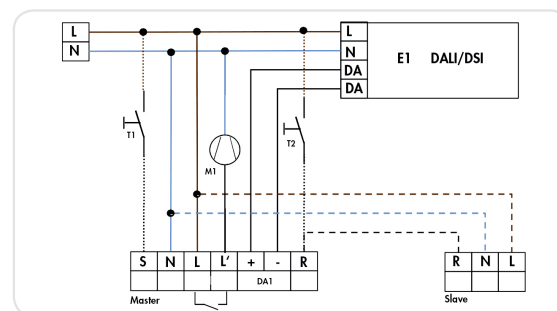 L
N
L
N
DA
DA
E1 DALI/DSI
T1
T2
M1
S N L L' + - R
DA1
Master
R N L
Slave